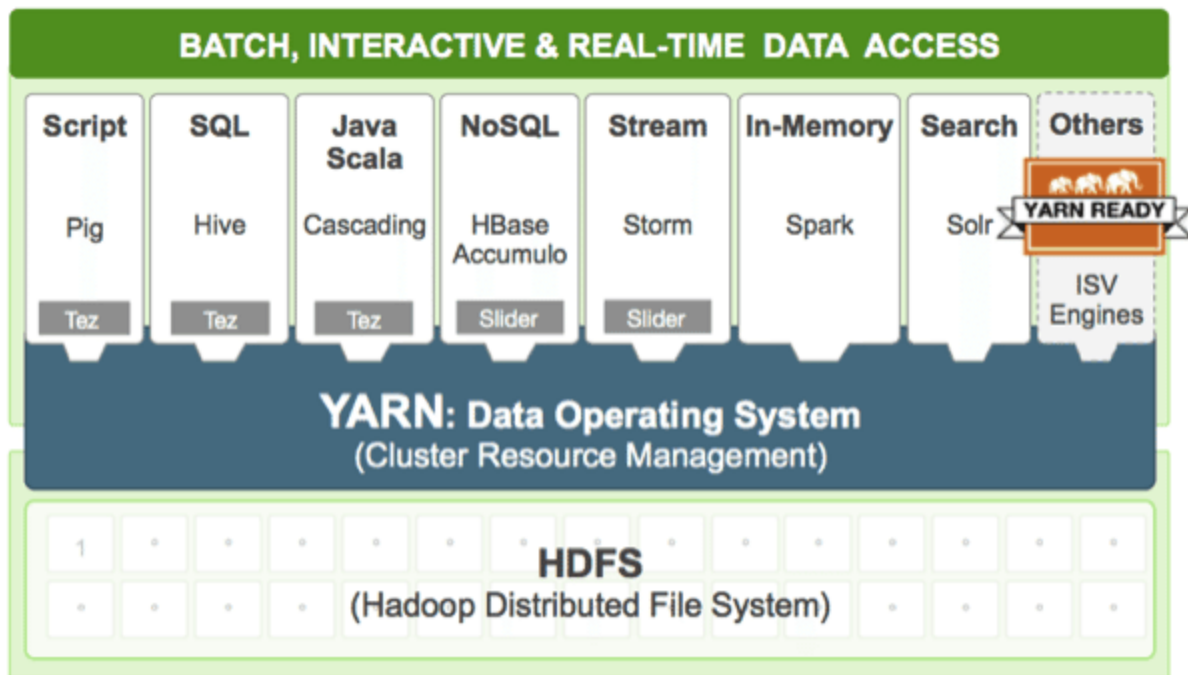 BATCH, INTERACTIVE & REAL-TIME DATA ACCESS
Script
Pig
Tez
SQL
Hive
Tez
Java
Scala
Cascading
Tez
NoSQL
HBase
Accumulo
Slider
Stream
Storm
Slider
In-Memory
Spark
Search
Solr
Others
YARN READY
ISV
Engines
YARN: Data Operating System
(Cluster Resource Management)
1
HDFS
(Hadoop Distributed File System)